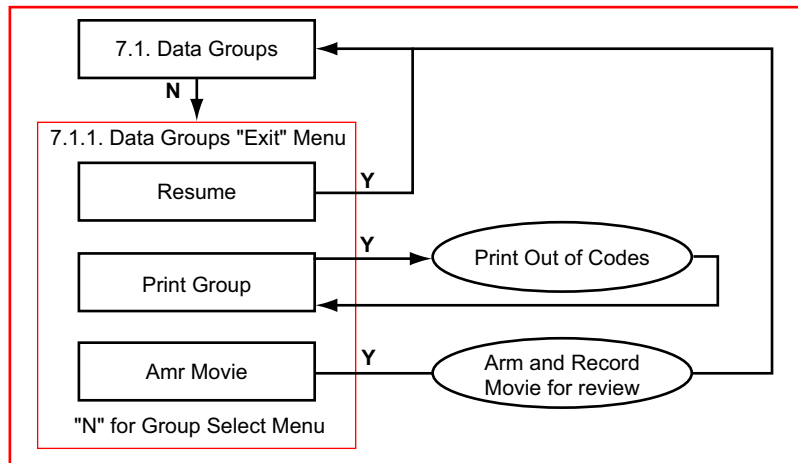 7.1. Data Groups
N
7.1.1. Data Groups "Exit" Menu
Resume
Y
Y
Print Out of Codes
Print Group
Amr Movie
Y
Arm and Record
Movie for review
"N" for Group Select Menu